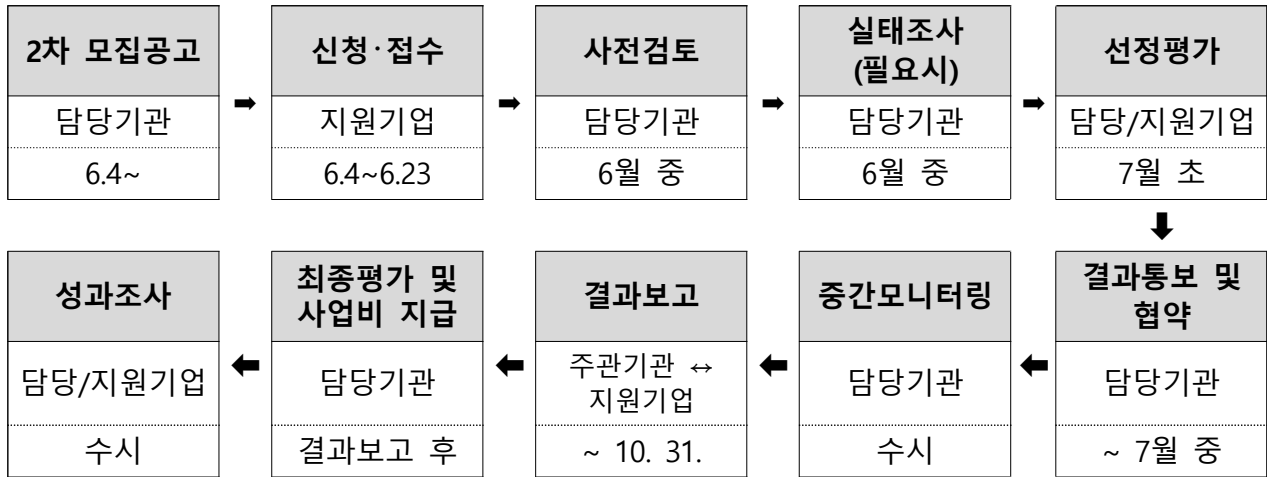 2차 모집공고
담당기관
6.4~
➡
신청·접수
지원기업
6.4~6.23
➡
사전검토
담당기관
6월 중
➡
실태조사
(필요시)
담당기관
6월 중
➡
선정평가
담당/지원기업
7월 초
⬇
결과통보 및
협약
담당기관
~ 7월 중
⬅
중간모니터링
담당기관
수시
⬅
결과보고
주관기관 ↔
지원기업
~ 10. 31.
⬅
최종평가 및
사업비 지급
담당기관
결과보고 후
⬅
성과조사
담당/지원기업
수시